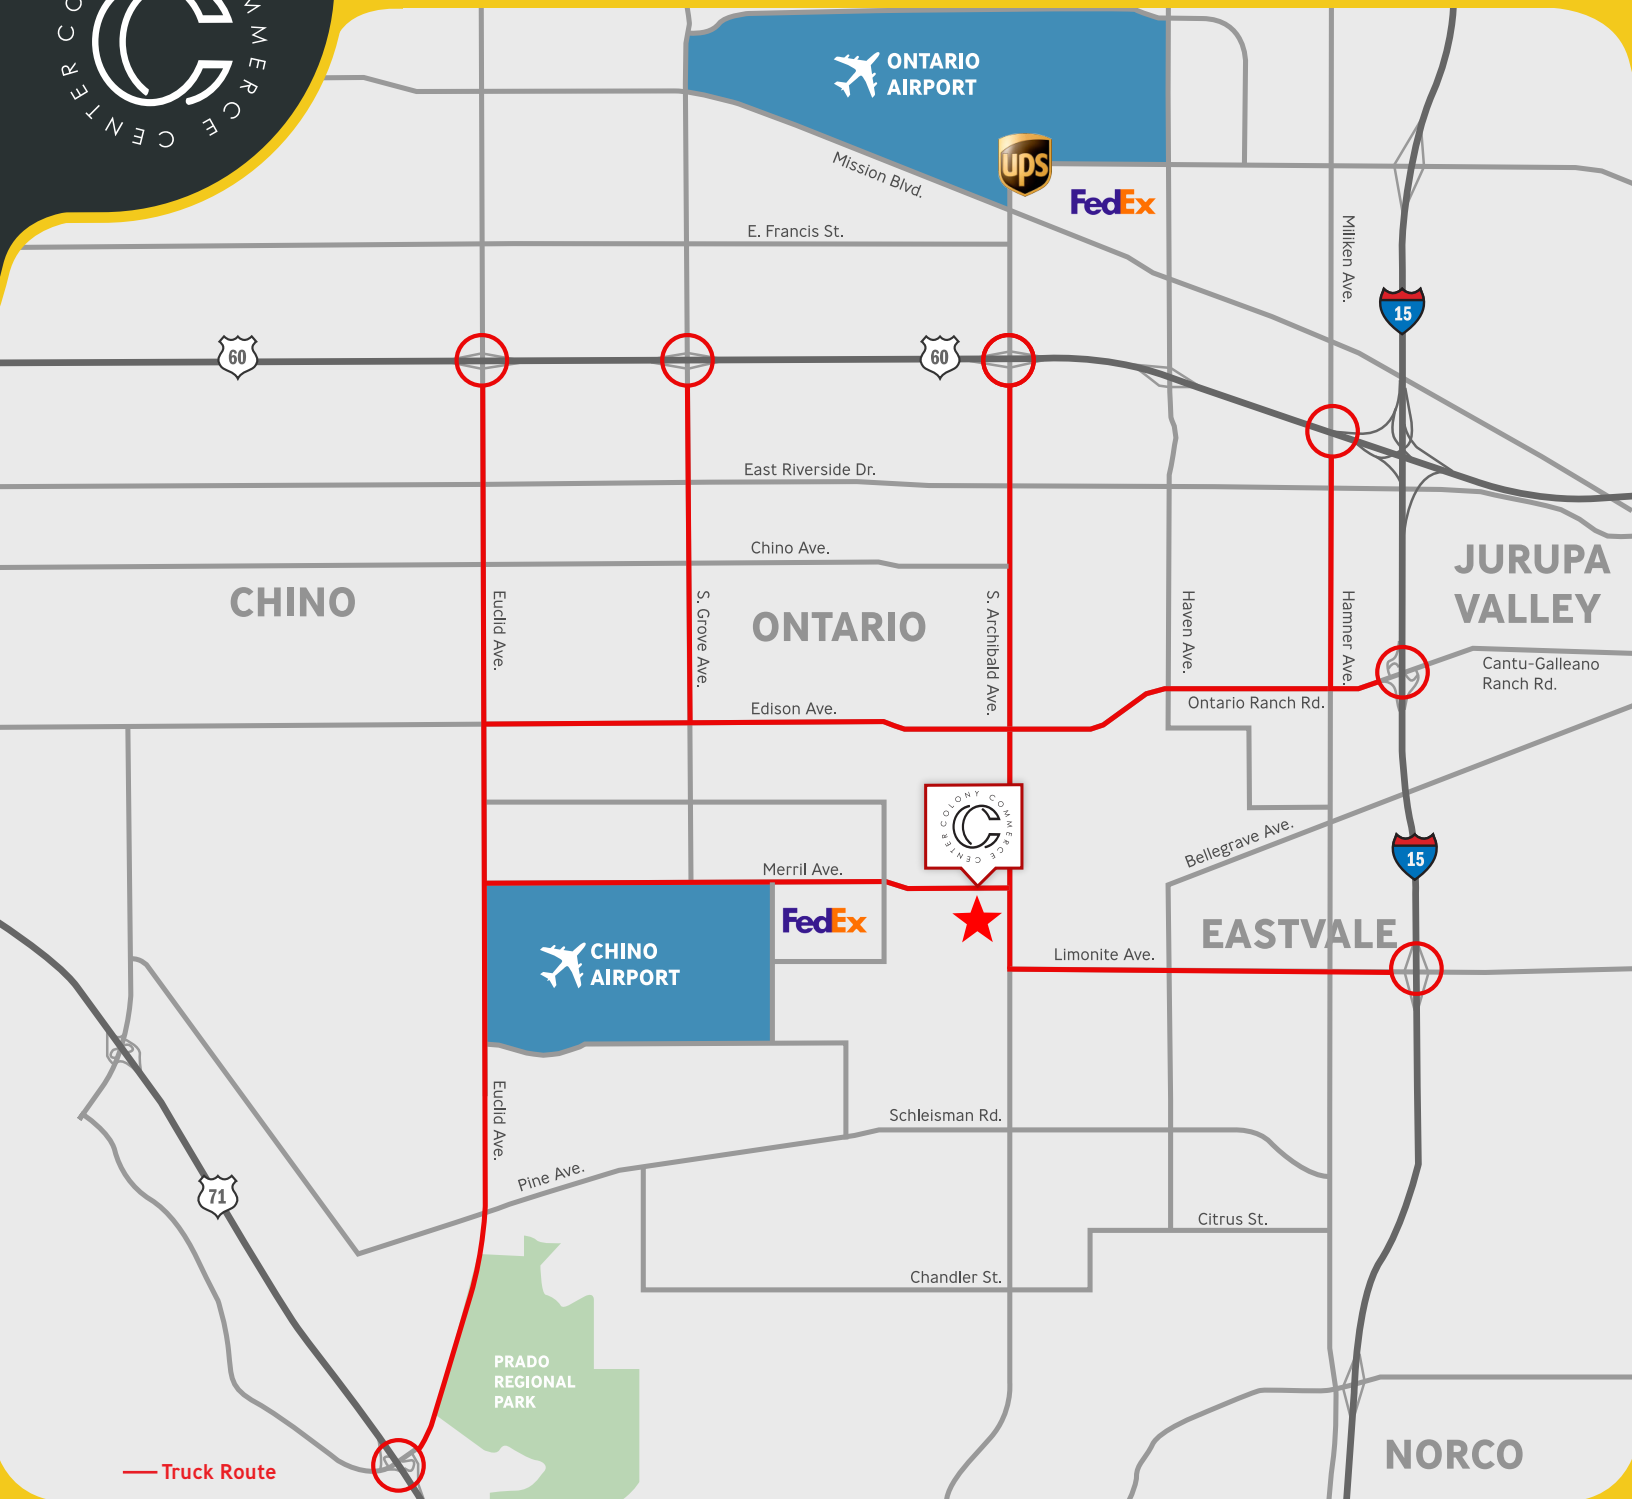 COMMERCE CENTER
ONTARIO
AIRPORT
ups
FedEx
Mission Blvd.
E. Francis St.
Miliken Ave.
15
60
60
East Riverside Dr.
Chino Ave.
JURUPA
VALLEY
CHINO
ONTARIO
Euclid Ave.
S. Grove Ave.
S. Archibald Ave.
Haven Ave.
Hamner Ave.
Cantu-Galleano
Ranch Rd.
Ontario Ranch Rd.
Edison Ave.
COLONY COMMERCE CENTER
Bellegrave Ave.
15
Merril Ave.
FedEx
EASTVALE
CHINO
AIRPORT
Limonite Ave.
Euclid Ave.
Schleisman Rd.
Pine Ave.
71
Citrus St.
Chandler St.
PRADO
REGIONAL
PARK
NORCO
Truck Route